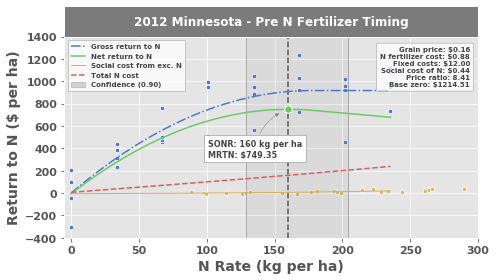 2012 Minnesota - Pre N Fertilizer Timing
Return to N ($ per ha)
1400
1200
1000
800
600
400
200
0
−200
−400
Gross return to N
Net return to N
Social cost from exc. N
Total N cost
Confidence (0.90)
Grain price: $0.16
N fertilizer cost: $0.88
Fixed costs: $12.00
Social cost of N: $0.44
Price ratio: 8.41
Base zero: $1214.51
SONR: 160 kg per ha
MRTN: $749.35
0 50 100 150 200 250 300
N Rate (kg per ha)